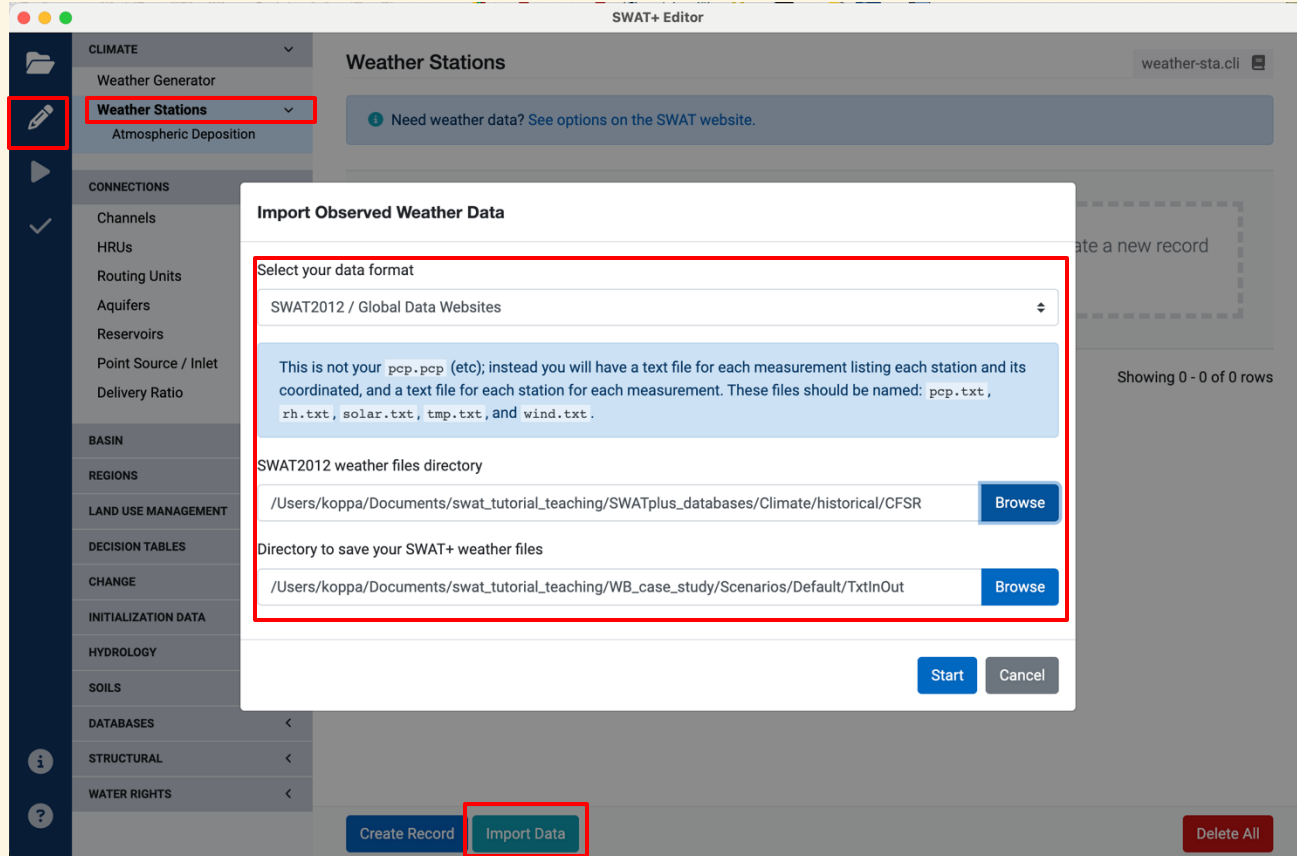 SWAT+ Editor
CLIMATE
Weather Generator
Weather Stations
Atmospheric Deposition
CONNECTIONS
Channels
HRUs
Routing Units
Aquifers
Reservoirs
Point Source / Inlet
Delivery Ratio
BASIN
REGIONS
LAND USE MANAGEMENT
DECISION TABLES
CHANGE
INITIALIZATION DATA
HYDROLOGY
SOILS
DATABASES
STRUCTURAL
WATER RIGHTS
Weather Stations
weather-sta.cli
Need weather data? See options on the SWAT website.
ate a new record
Showing 0 - 0 of 0 rows
Import Observed Weather Data
Select your data format
SWAT2012 / Global Data Websites
This is not your pcp.pcp (etc); instead you will have a text file for each measurement listing each station and its
coordinated, and a text file for each station for each measurement. These files should be named: pcp.txt,
rh.txt, solar.txt, tmp.txt, and wind.txt.
SWAT2012 weather files directory
/Users/koppa/Documents/swat_tutorial_teaching/SWATplus_databases/Climate/historical/CFSR
Browse
Directory to save your SWAT+ weather files
/Users/koppa/Documents/swat_tutorial_teaching/WB_case_study/Scenarios/Default/TxtInOut
Browse
Start
Cancel
Create Record
Import Data
Delete All